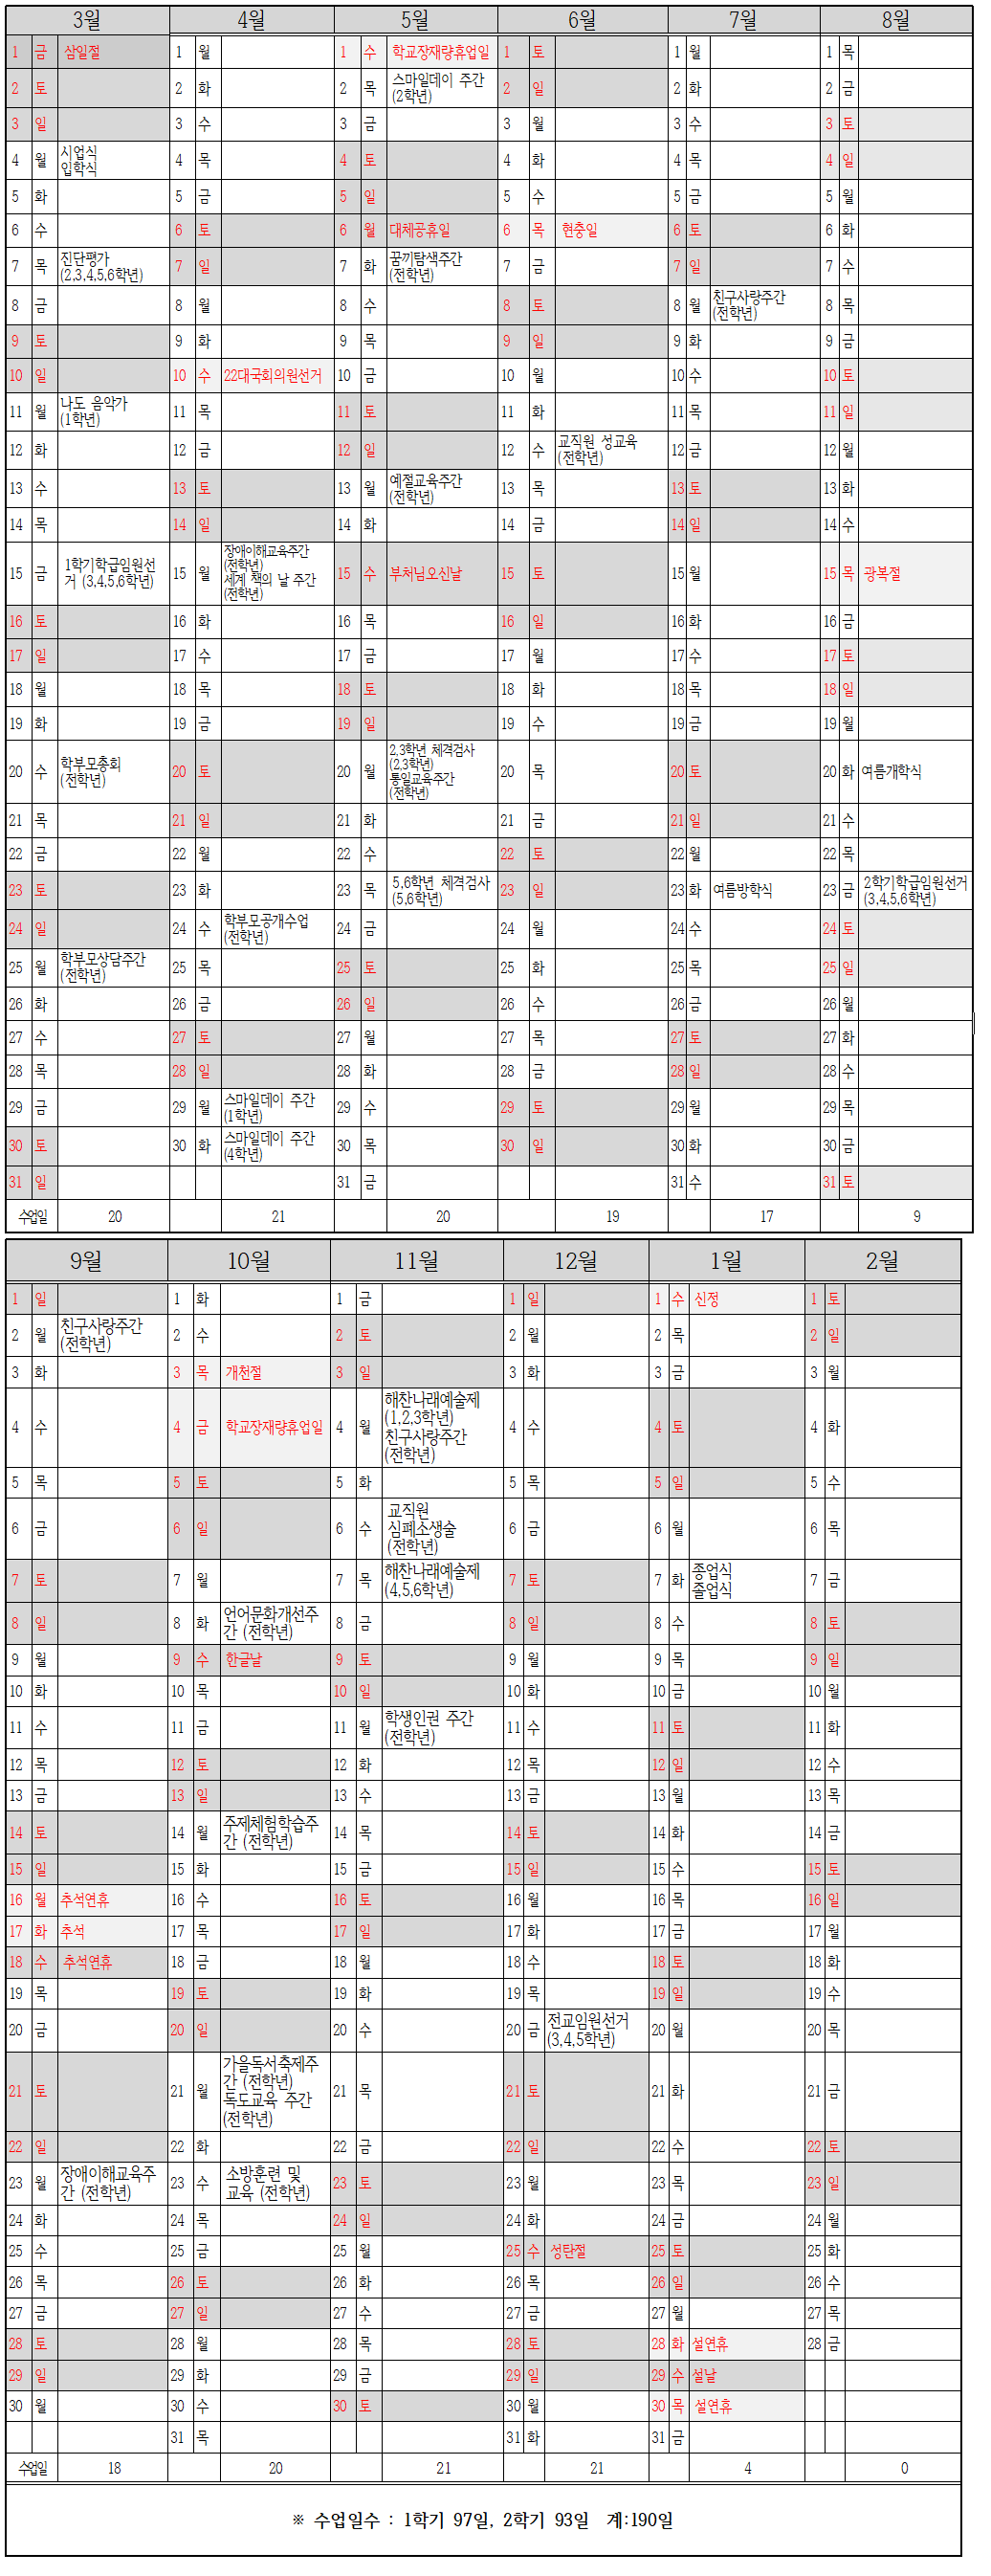 3월 4월 5월 6월 7월 8월
1 금 삼일절 1 월 1 수 학교장재량휴업일 1 토 1 월 1 목
2 토 2 화 2 목 스마일데이 주간 (2학년) 2 일 2 화 2 금
3 일 3 수 3 금 3 월 3 수 3 토
4 월 시업식 입학식 4 목 4 토 4 화 4 목 4 일
5 화 5 금 5 일 5 수 5 금 5 월
6 수 6 토 6 월 대체공휴일 6 목 현충일 6 토 6 화
7 목 진단평가 (2,3,4,5,6학년) 7 일 7 화 꿈끼탐색주간 (전학년) 7 금 7 일 7 수
8 금 8 월 8 수 8 토 8 월 친구사랑주간 (전학년) 8 목
9 토 9 화 9 목 9 일 9 화 9 금
10 일 10 수 22대국회의원선거 10 금 10 월 10 수 10 토
11 월 나도 음악가 (1학년) 11 목 11 토 11 화 11 목 11 일
12 화 12 금 12 일 12 수 교직원 성교육 (전학년) 12 금 12 월
13 수 13 토 13 월 예절교육주간 (전학년) 13 목 13 토 13 화
14 목 14 일 14 화 14 금 14 일 14 수
15 금 1학기학급임원선거 (3,4,5,6학년) 15 월 장애이해교육주간 (전학년) 세계 책의 날 주간 (전학년) 15 수 부처님오신날 15 토 15 월 15 목 광복절
16 토 16 화 16 목 16 일 16 화 16 금
17 일 17 수 17 금 17 월 17 수 17 토
18 월 18 목 18 토 18 화 18 목 18 일
19 화 19 금 19 일 19 수 19 금 19 월
20 수 학부모총회 (전학년) 20 토 20 월 2,3학년 체격검사 (2,3학년) 통일교육주간 (전학년) 20 목 20 토 20 화 여름개학식
21 목 21 일 21 화 21 금 21 일 21 수
22 금 22 월 22 수 22 토 22 월 22 목
23 토 23 화 23 목 5,6학년 체격검사 (5,6학년) 23 일 23 화 여름방학식 23 금 2학기학급임원선거 (3,4,5,6학년)
24 일 24 수 학부모공개수업 (전학년) 24 금 24 월 24 수 24 토
25 월 학부모상담주간 (전학년) 25 목 25 토 25 화 25 목 25 일
26 화 26 금 26 일 26 수 26 금 26 월
27 수 27 토 27 월 27 목 27 토 27 화
28 목 28 일 28 화 28 금 28 일 28 수
29 금 29 월 스마일데이 주간 (1학년) 29 수 29 토 29 월 29 목
30 토 30 화 스마일데이 주간 (4학년) 30 목 30 일 30 화 30 금
31 일 31 금 31 수 31 토
수업일 20 21 20 19 17 9
9월 10월 11월 12월 1월 2월
1 일 1 화 1 금 1 일 1 수 신정 1 토
2 월 친구사랑주간 (전학년) 2 수 2 토 2 월 2 목 2 일
3 화 3 목 개천절 3 일 3 화 3 금 3 월
4 수 4 금 학교장재량휴업일 4 월 해찬나래예술제 (1,2,3학년) 친구사랑주간 (전학년) 4 수 4 토 4 화
5 목 5 토 5 화 5 목 5 일 5 수
6 금 6 일 6 수 교직원 심폐소생술 (전학년) 6 금 6 월 6 목
7 토 7 월 7 목 해찬나래예술제 (4,5,6학년) 7 토 7 화 종업식 졸업식 7 금
8 일 8 화 언어문화개선주간 (전학년) 8 금 8 일 8 수 8 토
9 월 9 수 한글날 9 토 9 월 9 목 9 일
10 화 10 목 10 일 10 화 10 금 10 월
11 수 11 금 11 월 학생인권 주간 (전학년) 11 수 11 토 11 화
12 목 12 토 12 화 12 목 12 일 12 수
13 금 13 일 13 수 13 금 13 월 13 목
14 토 14 월 주제체험학습주간 (전학년) 14 목 14 토 14 화 14 금
15 일 15 화 15 금 15 일 15 수 15 토
16 월 추석연휴 16 수 16 토 16 월 16 목 16 일
17 화 추석 17 목 17 일 17 화 17 금 17 월
18 수 추석연휴 18 금 18 월 18 수 18 토 18 화
19 목 19 토 19 화 19 목 19 일 19 수
20 금 20 일 20 수 20 금 전교임원선거 (3,4,5학년) 20 월 20 목
21 토 21 월 가을독서축제주간 (전학년) 독도교육 주간 (전학년) 21 목 21 토 21 화 21 금
22 일 22 화 22 금 22 일 22 수 22 토
23 월 장애이해교육주간 (전학년) 23 수 소방훈련 및 교육 (전학년) 23 토 23 월 23 목 23 일
24 화 24 목 24 일 24 화 24 금 24 월
25 수 25 금 25 월 25 수 성탄절 25 토 25 화
26 목 26 토 26 화 26 목 26 일 26 수
27 금 27 일 27 수 27 금 27 월 27 목
28 토 28 월 28 목 28 토 28 화 설연휴 28 금
29 일 29 화 29 금 29 일 29 수 설날
30 월 30 수 30 토 30 월 30 목 설연휴
31 목 31 화 31 금
수업일 18 20 21 21 4 0
※ 수업일수 : 1학기 97일, 2학기 93일 계:190일